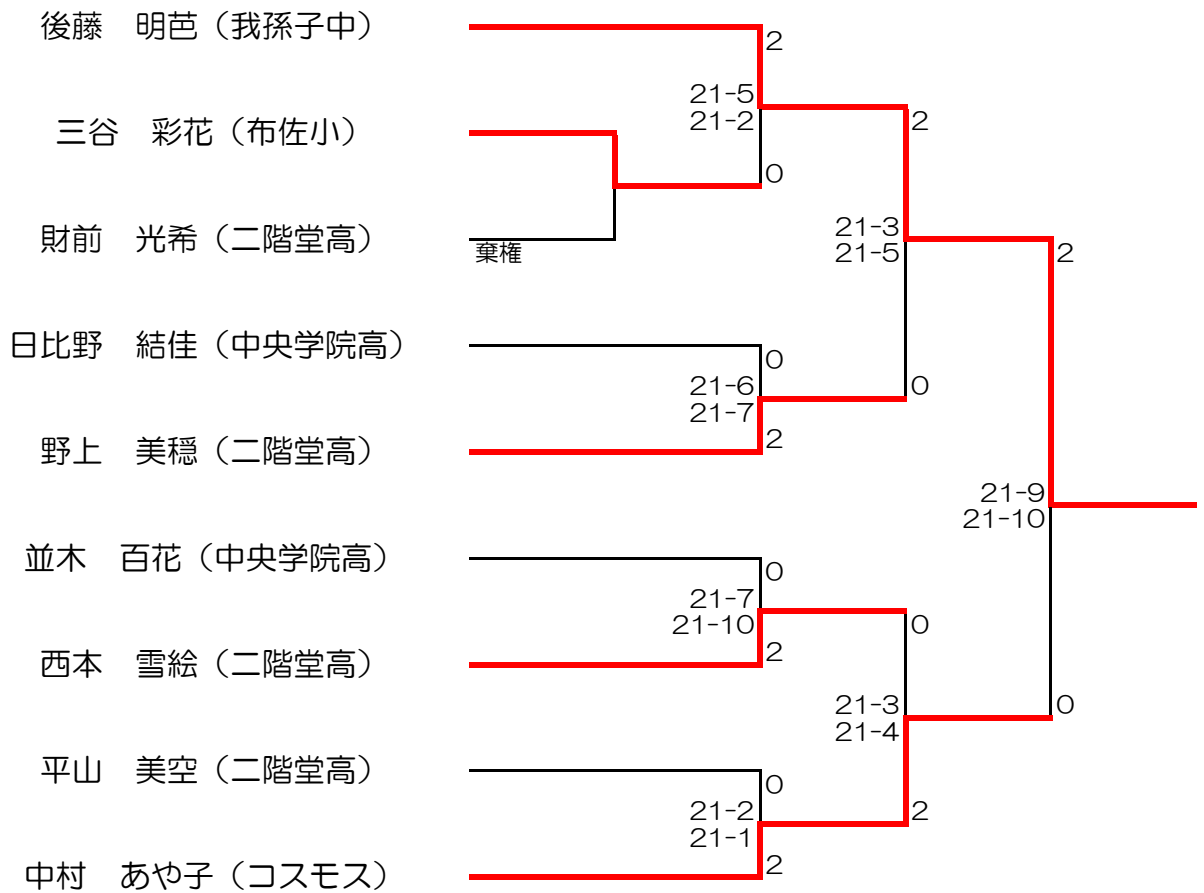 後藤　明芭（我孫子中）
2
21-5
21-2
三谷　彩花（布佐小）
2
0
財前　光希（二階堂高）
棄権
21-3
21-5
2
日比野　結佳（中央学院高）
0
21-6
21-7
0
野上　美穏（二階堂高）
2
21-9
21-10
並木　百花（中央学院高）
0
21-7
21-10
0
西本　雪絵（二階堂高）
2
21-3
21-4
0
平山　美空（二階堂高）
0
21-2
21-1
2
中村　あや子（コスモス）
2